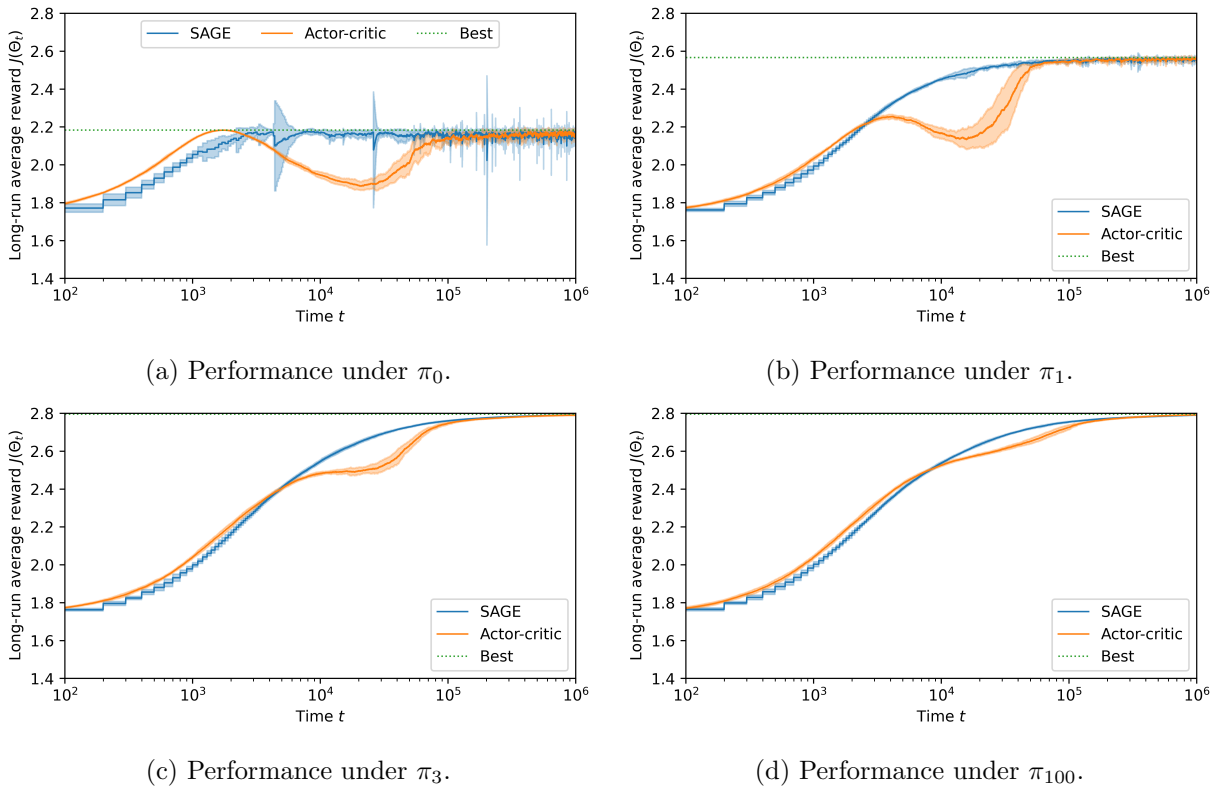 2.8
2.6
2.4
2.2
2.0
1.8
1.6
1.4
Long-run average reward J(Θt)
SAGE Actor-critic Best
10² 10³ 10⁴ 10⁵ 10⁶
Time t
(a) Performance under π₀.
2.8
2.6
2.4
2.2
2.0
1.8
1.6
1.4
Long-run average reward J(Θt)
SAGE
Actor-critic
Best
10² 10³ 10⁴ 10⁵ 10⁶
Time t
(b) Performance under π₁.
2.8
2.6
2.4
2.2
2.0
1.8
1.6
1.4
Long-run average reward J(Θt)
SAGE
Actor-critic
Best
10² 10³ 10⁴ 10⁵ 10⁶
Time t
(c) Performance under π₃.
2.8
2.6
2.4
2.2
2.0
1.8
1.6
1.4
Long-run average reward J(Θt)
SAGE
Actor-critic
Best
10² 10³ 10⁴ 10⁵ 10⁶
Time t
(d) Performance under π₁₀₀.